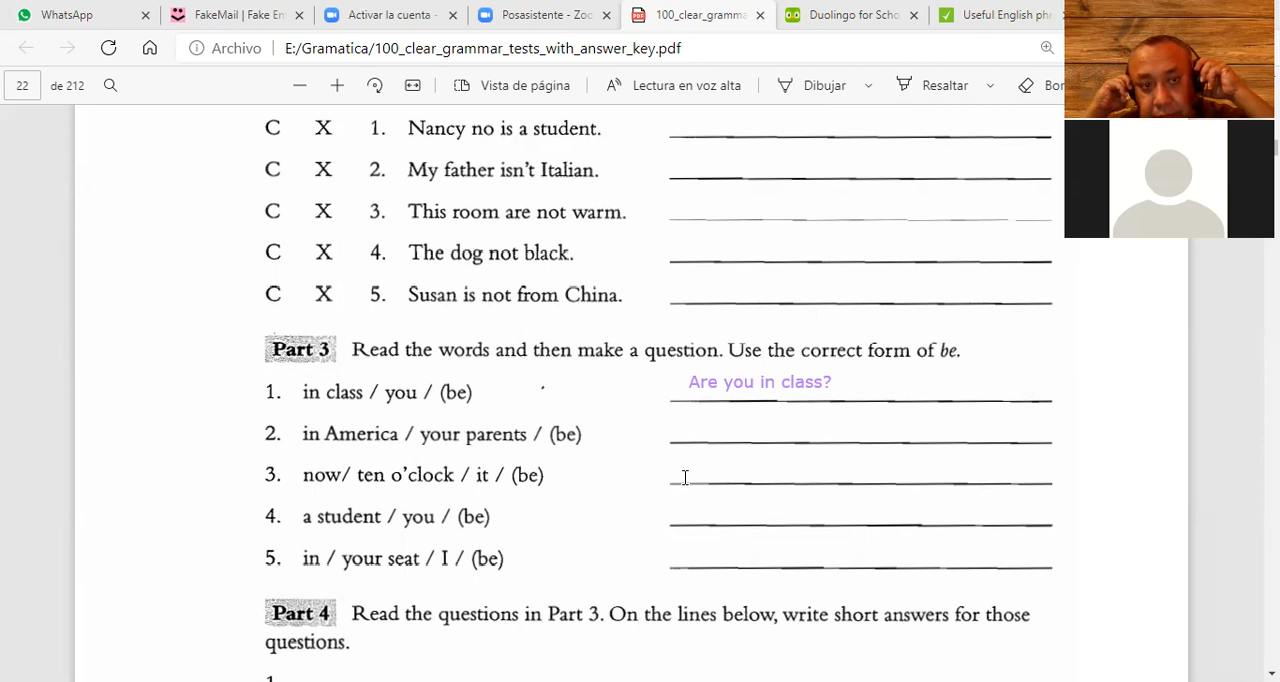 WhatsApp FakeMail | Fake En Activar la cuenta - Posasistente - Zoo 100_clear_gramma Duolingo for Scho Useful English phr
Archivo E:/Gramatica/100_clear_grammar_tests_with_answer_key.pdf
22 de 212 Vista de página Lectura en voz alta Dibujar Resaltar Bor
C X 1. Nancy no is a student.
C X 2. My father isn't Italian.
C X 3. This room are not warm.
C X 4. The dog not black.
C X 5. Susan is not from China.
Part 3 Read the words and then make a question. Use the correct form of be.
1. in class / you / (be) Are you in class?
2. in America / your parents / (be)
3. now/ ten o'clock / it / (be)
4. a student / you / (be)
5. in / your seat / I / (be)
Part 4 Read the questions in Part 3. On the lines below, write short answers for those
questions.